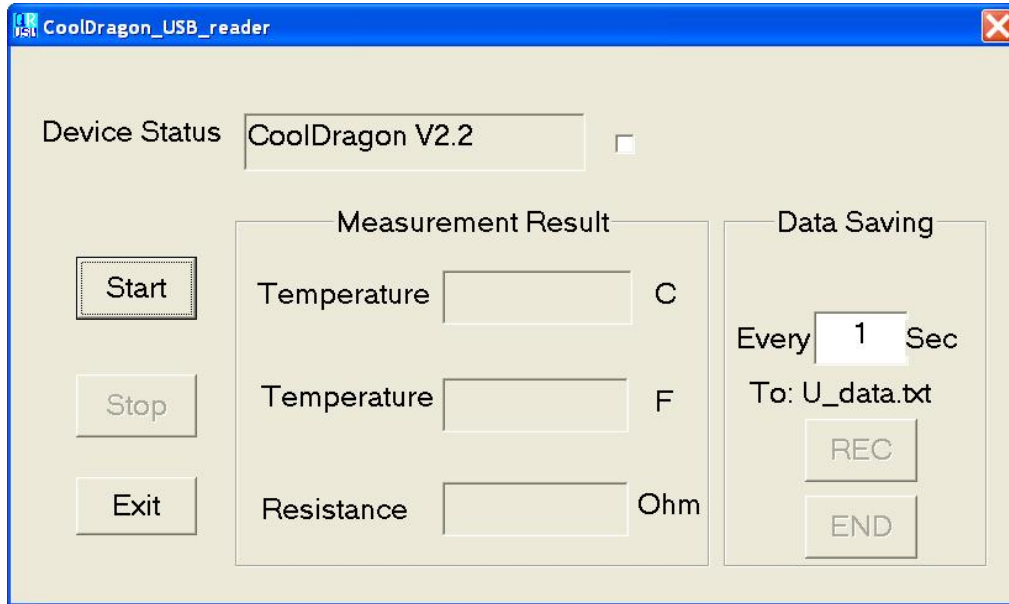 CoolDragon_USB_reader
Device Status CoolDragon V2.2
Measurement Result
Data Saving
Start
Temperature C
Every 1 Sec
Stop
Temperature F
To: U_data.txt
REC
Exit
Resistance Ohm
END